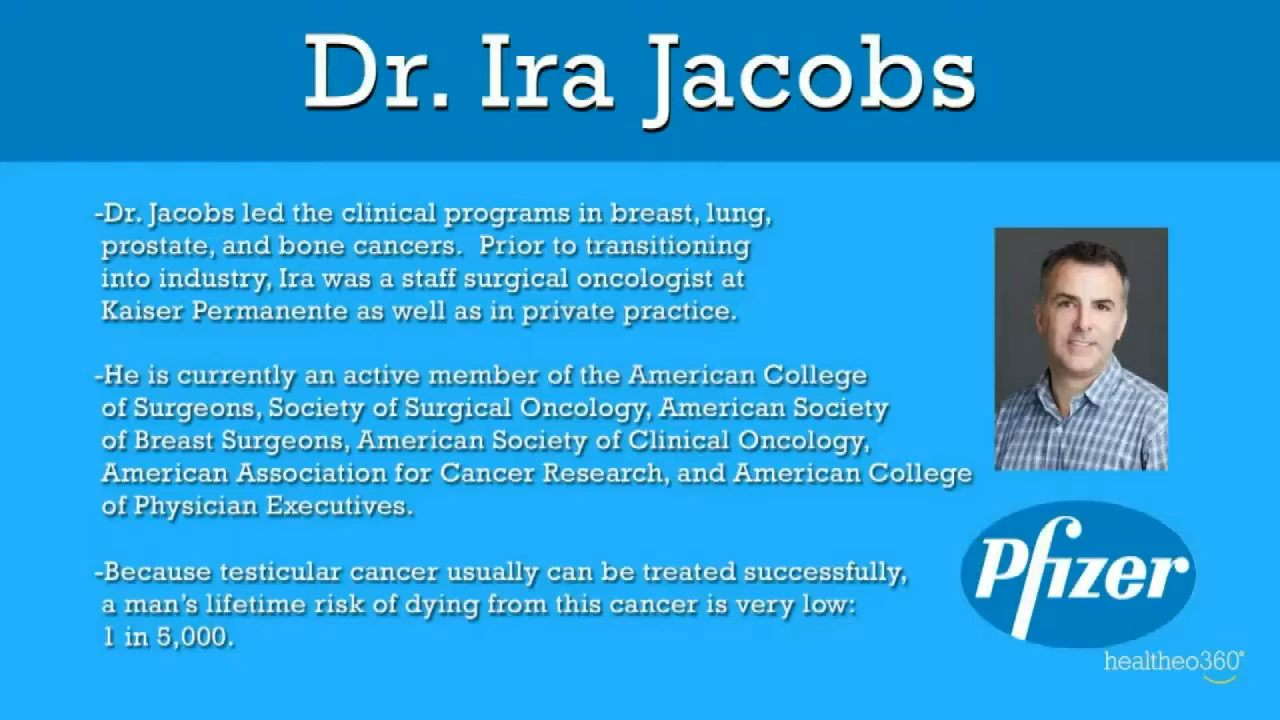 Dr. Ira Jacobs
-Dr. Jacobs led the clinical programs in breast, lung,
prostate, and bone cancers.  Prior to transitioning
into industry, Ira was a staff surgical oncologist at
Kaiser Permanente as well as in private practice.
-He is currently an active member of the American College
of Surgeons, Society of Surgical Oncology, American Society
of Breast Surgeons, American Society of Clinical Oncology,
American Association for Cancer Research, and American College
of Physician Executives.
-Because testicular cancer usually can be treated successfully,
a man's lifetime risk of dying from this cancer is very low:
1 in 5,000.
Pfizer
healtheo360®